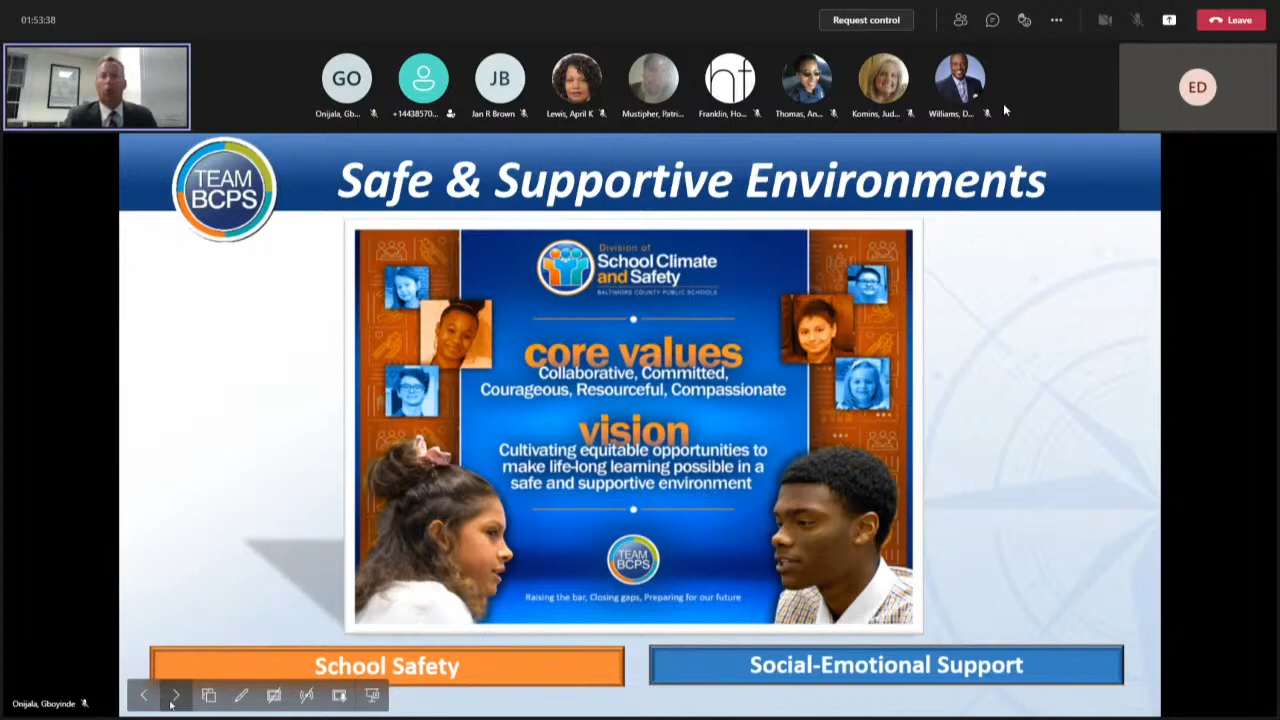 01:53:38
Request control
Leave
GO
JB
ED
Onijala, Gb...
+14438570...
Jan R Brown
Lewis, April K
Mustipher, Patri...
Franklin, Ho...
Thomas, An...
Komins, Jud...
Williams, D...
TEAM
BCPS
Safe & Supportive Environments
Division of
School Climate
and Safety
BALTIMORE COUNTY PUBLIC SCHOOLS
core values
Collaborative, Committed,
Courageous, Resourceful, Compassionate
vision
Cultivating equitable opportunities to
make life-long learning possible in a
safe and supportive environment
TEAM
BCPS
Raising the bar, Closing gaps, Preparing for our future
School Safety
Social-Emotional Support
Onijala, Gboyinde